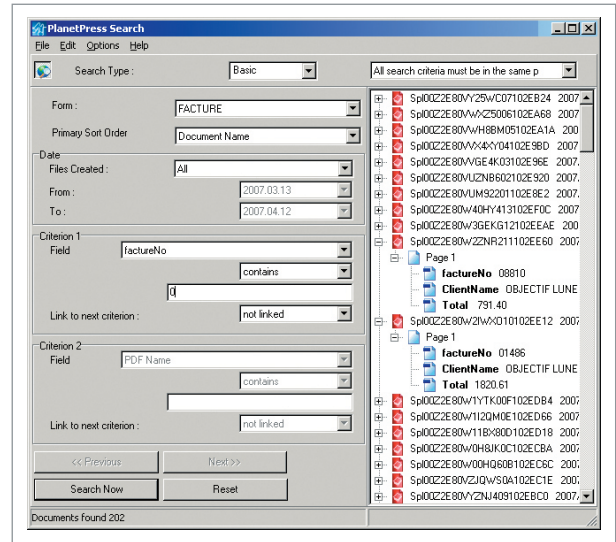 PlanetPress Search
File Edit Options Help
Search Type : Basic All search criteria must be in the same p
Form : FACTURE
Primary Sort Order Document Name
Date
Files Created : All
From : 2007.03.13
To : 2007.04.12
Criterion 1
Field factureNo
contains
0
Link to next criterion : not linked
Criterion 2
Field PDF Name
contains
Link to next criterion : not linked
<< Previous Next >>
Search Now Reset
Spl00Z2E80VY25WC07102EB24 2007
Spl00Z2E80VWXZ5006102EA68 2007
Spl00Z2E80VWH8BM05102EA1A 200
Spl00Z2E80VVX4XY04102E9BD 2007
Spl00Z2E80VVGE4K03102E96E 2007.
Spl00Z2E80VUZNB602102E920 2007.
Spl00Z2E80VUM92201102E8E2 2007.
Spl00Z2E80W40HY413102EF0C 2007
Spl00Z2E80W3GEKG12102EEAE 200
Spl00Z2E80W2ZNR211102EE60 2007
Page 1
factureNo 08810
ClientName OBJECTIF LUNE
Total 791.40
Spl00Z2E80W2IWX010102EE12 2007
Page 1
factureNo 01486
ClientName OBJECTIF LUNE
Total 1820.61
Spl00Z2E80W1YTK00F102EDB4 2007
Spl00Z2E80W1I2QM0E102ED66 2007
Spl00Z2E80W11BX80D102ED18 2007
Spl00Z2E80W0H8JK0C102ECBA 2007
Spl00Z2E80W00HQ60B102EC6C 2007
Spl00Z2E80VZJQWS0A102EC1E 2007
Spl00Z2E80VYZNJ409102EBC0 2007.
Documents found 202